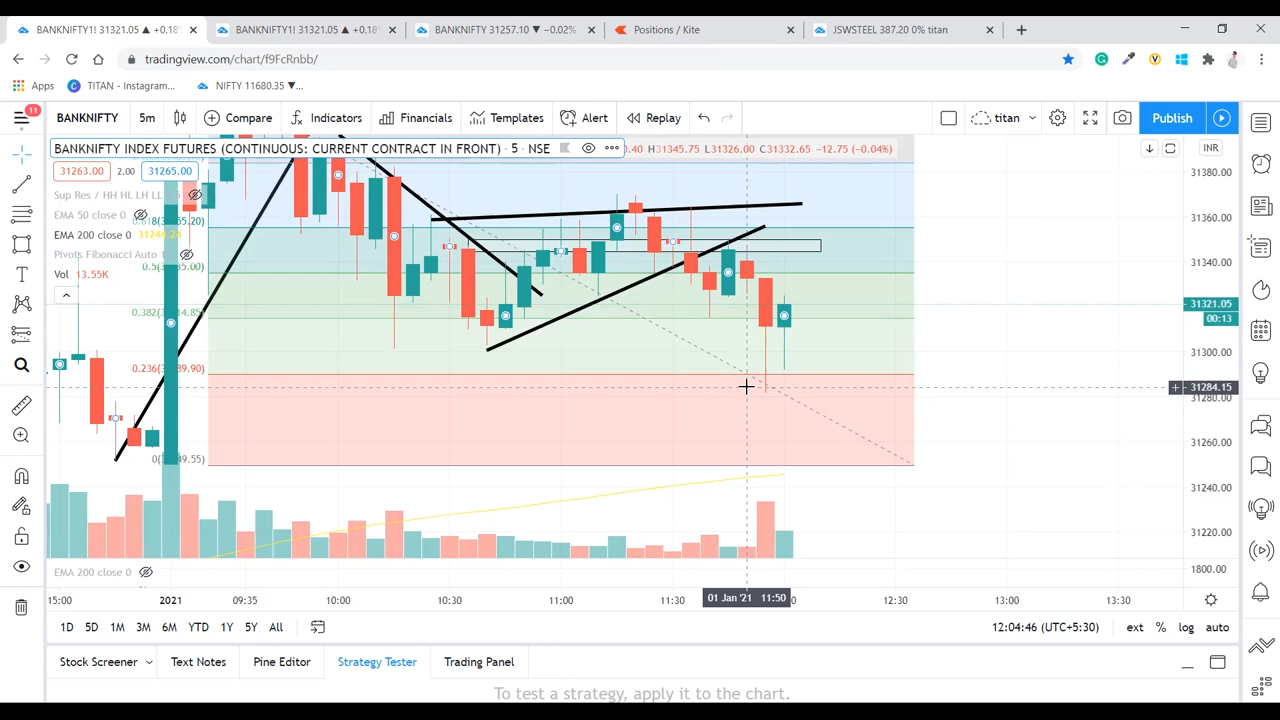 BANKNIFTY1! 31321.05 ▲ +0.18%
BANKNIFTY1! 31321.05 ▲ +0.18%
BANKNIFTY 31257.10 ▼ −0.02%
Positions / Kite
JSWSTEEL 387.20 0% titan
tradingview.com/chart/f9FcRnbb/
Apps
TITAN - Instagram...
NIFTY 11680.35 ▼...
11
BANKNIFTY
5m
Compare
Indicators
Financials
Templates
Alert
Replay
titan
Publish
BANKNIFTY INDEX FUTURES (CONTINUOUS: CURRENT CONTRACT IN FRONT) · 5 · NSE
H31345.75 L31326.00 C31332.65 −12.75 (−0.04%)
INR
31263.00
2.00
31265.00
Sup Res / HH HL LH LL
EMA 50 close 0
EMA 200 close 0
Pivots Fibonacci Auto
Vol 13.55K
31380.00
31360.00
31340.00
31321.05
00:13
31300.00
31284.15
31280.00
31260.00
31240.00
31220.00
1800.00
EMA 200 close 0
15:00
2021
09:35
10:00
10:30
11:00
11:30
01 Jan '21 11:50
12:30
13:00
13:30
1D
5D
1M
3M
6M
YTD
1Y
5Y
All
12:04:46 (UTC+5:30)
ext
%
log
auto
Stock Screener
Text Notes
Pine Editor
Strategy Tester
Trading Panel
To test a strategy, apply it to the chart.